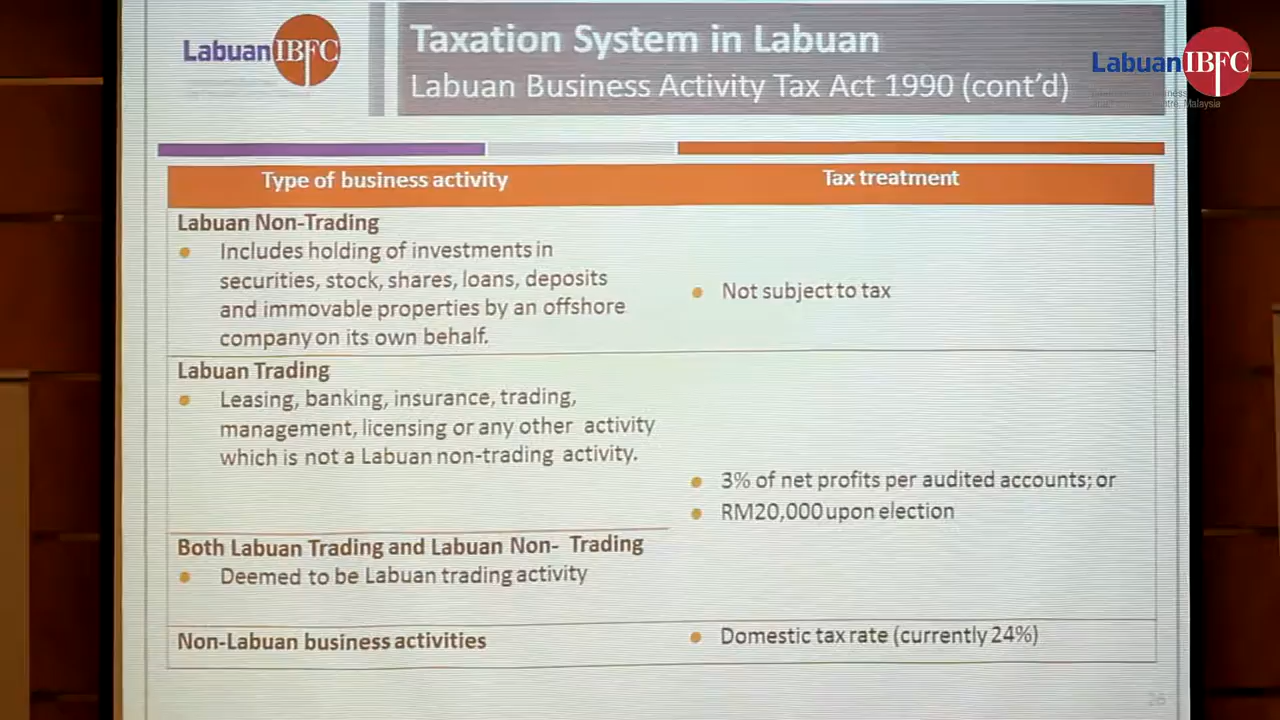 Labuan IBFC
Taxation System in Labuan
Labuan Business Activity Tax Act 1990 (cont'd)
Labuan IBFC
Malaysia
Type of business activity
Tax treatment
Labuan Non-Trading
Includes holding of investments in
securities, stock, shares, loans, deposits
and immovable properties by an offshore
company on its own behalf.
Not subject to tax
Labuan Trading
Leasing, banking, insurance, trading,
management, licensing or any other activity
which is not a Labuan non-trading activity.
3% of net profits per audited accounts; or
RM20,000 upon election
Both Labuan Trading and Labuan Non- Trading
Deemed to be Labuan trading activity
Non-Labuan business activities
Domestic tax rate (currently 24%)
26